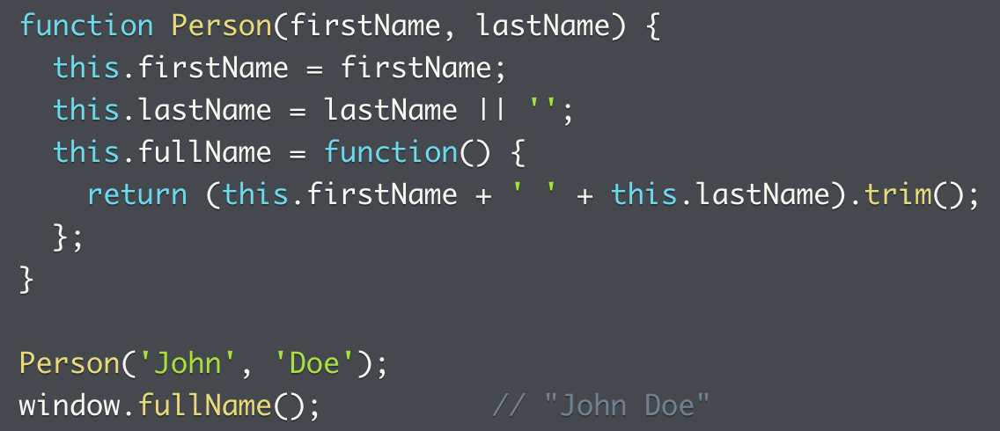 function Person(firstName, lastName) {
  this.firstName = firstName;
  this.lastName = lastName || '';
  this.fullName = function() {
    return (this.firstName + ' ' + this.lastName).trim();
  };
}

Person('John', 'Doe');
window.fullName();          // "John Doe"